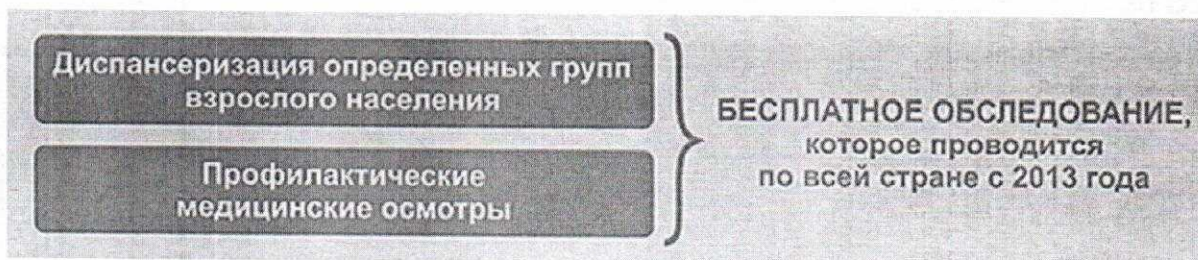 Диспансеризация определенных групп
взрослого населения
Профилактические
медицинские осмотры
БЕСПЛАТНОЕ ОБСЛЕДОВАНИЕ,
которое проводится
по всей стране с 2013 года